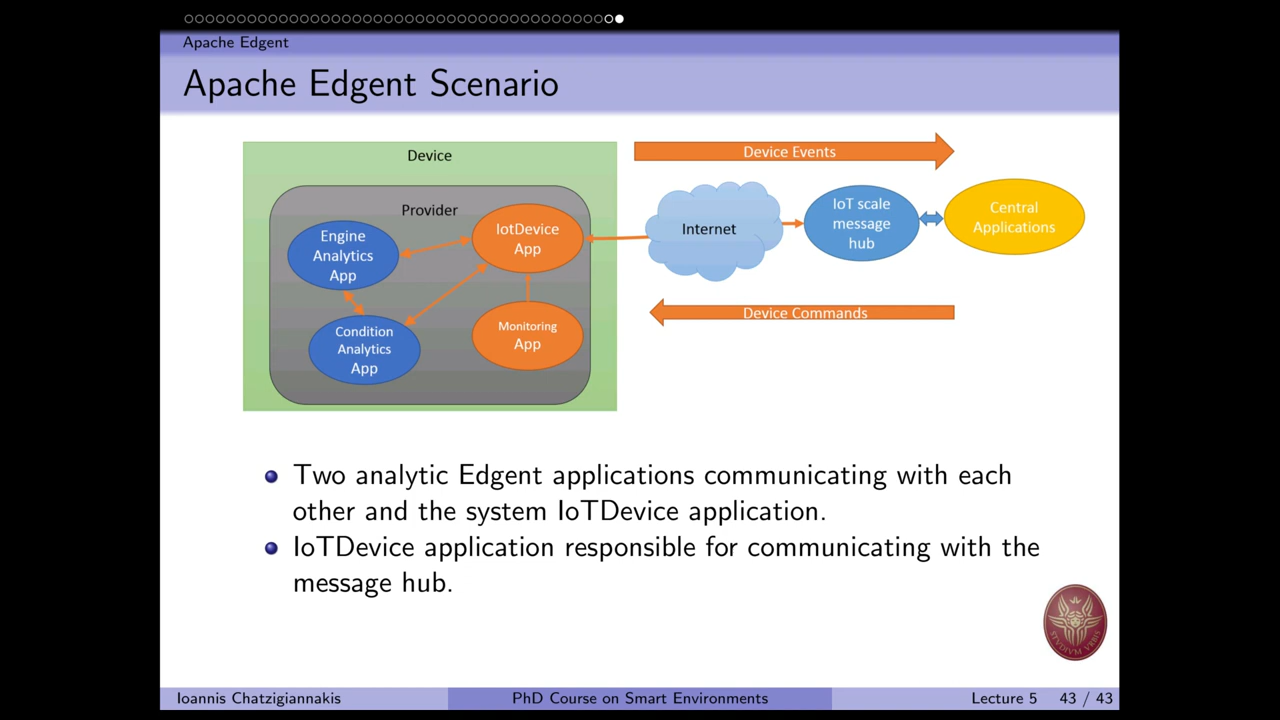 Apache Edgent
Apache Edgent Scenario
Device
Provider
Engine
Analytics
App
IotDevice
App
Condition
Analytics
App
Monitoring
App
Device Events
Internet
IoT scale
message
hub
Central
Applications
Device Commands
Two analytic Edgent applications communicating with each
other and the system IoTDevice application.
IoTDevice application responsible for communicating with the
message hub.
STVDIVM VRBIS
Ioannis Chatzigiannakis
PhD Course on Smart Environments
Lecture 5
43 / 43